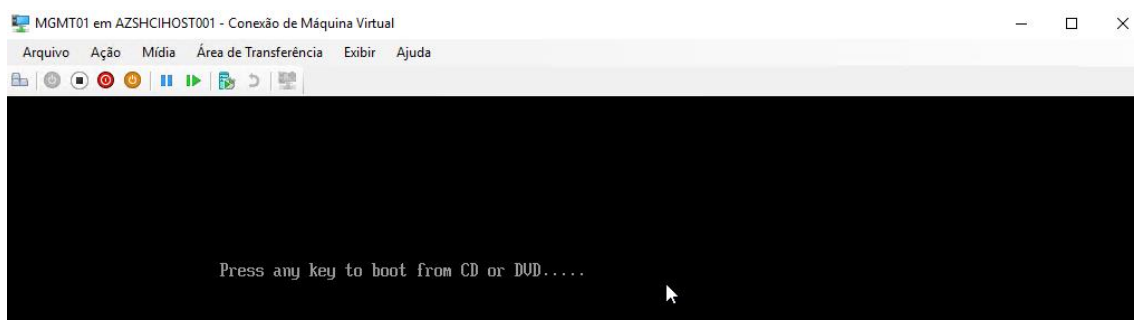 MGMT01 em AZSHCIHOST001 - Conexão de Máquina Virtual
Arquivo Ação Mídia Área de Transferência Exibir Ajuda
Press any key to boot from CD or DVD.....